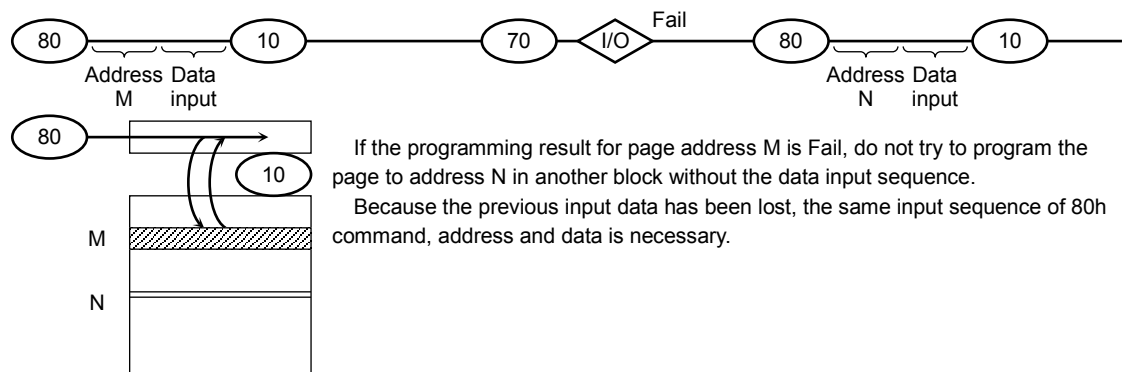 Fail
80 10 70 I/O 80 10
Address Data Address Data
M input N input
80
If the programming result for page address M is Fail, do not try to program the
10
page to address N in another block without the data input sequence.
Because the previous input data has been lost, the same input sequence of 80h
command, address and data is necessary.
M
N